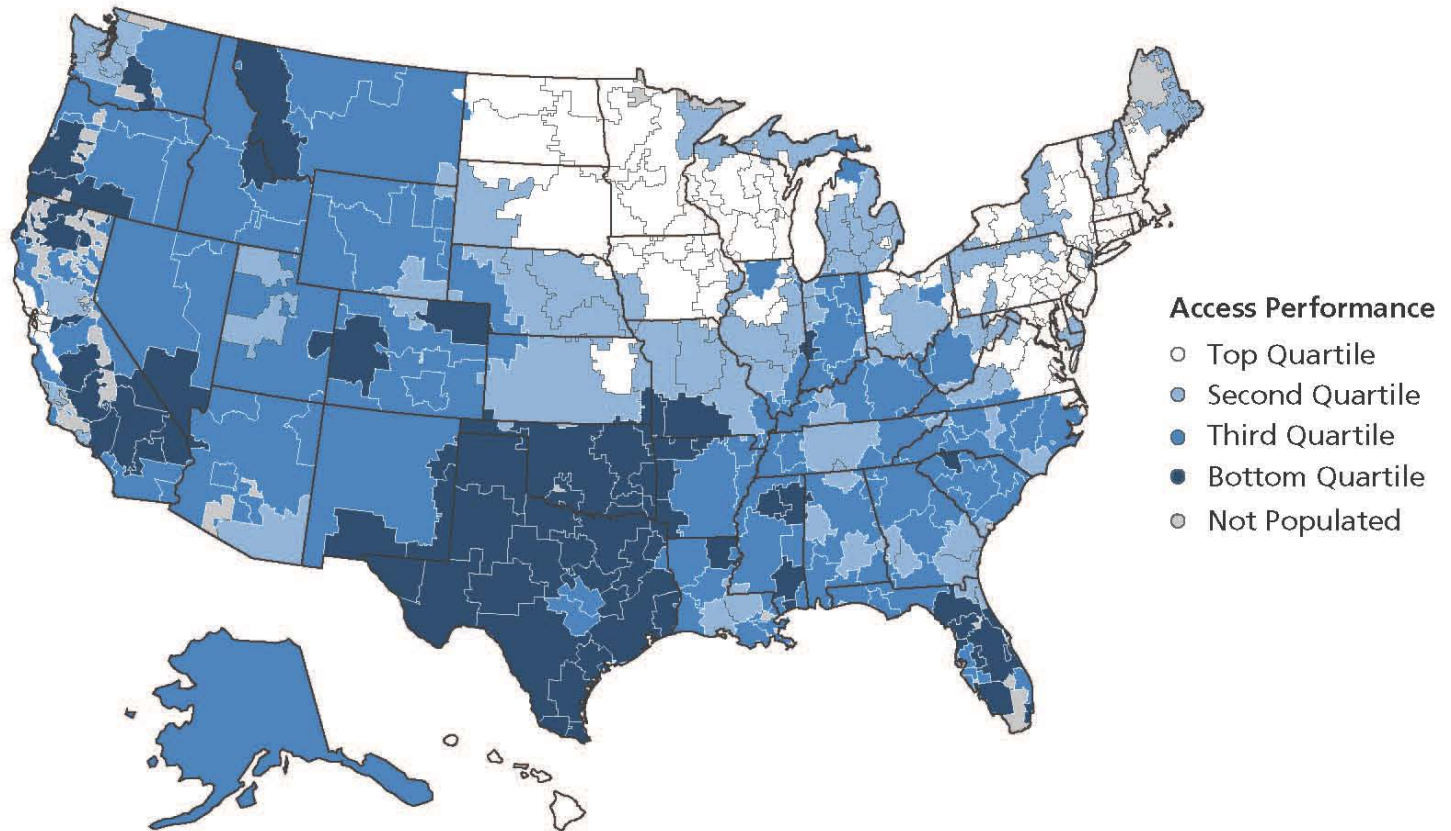 Access Performance
Top Quartile
Second Quartile
Third Quartile
Bottom Quartile
Not Populated